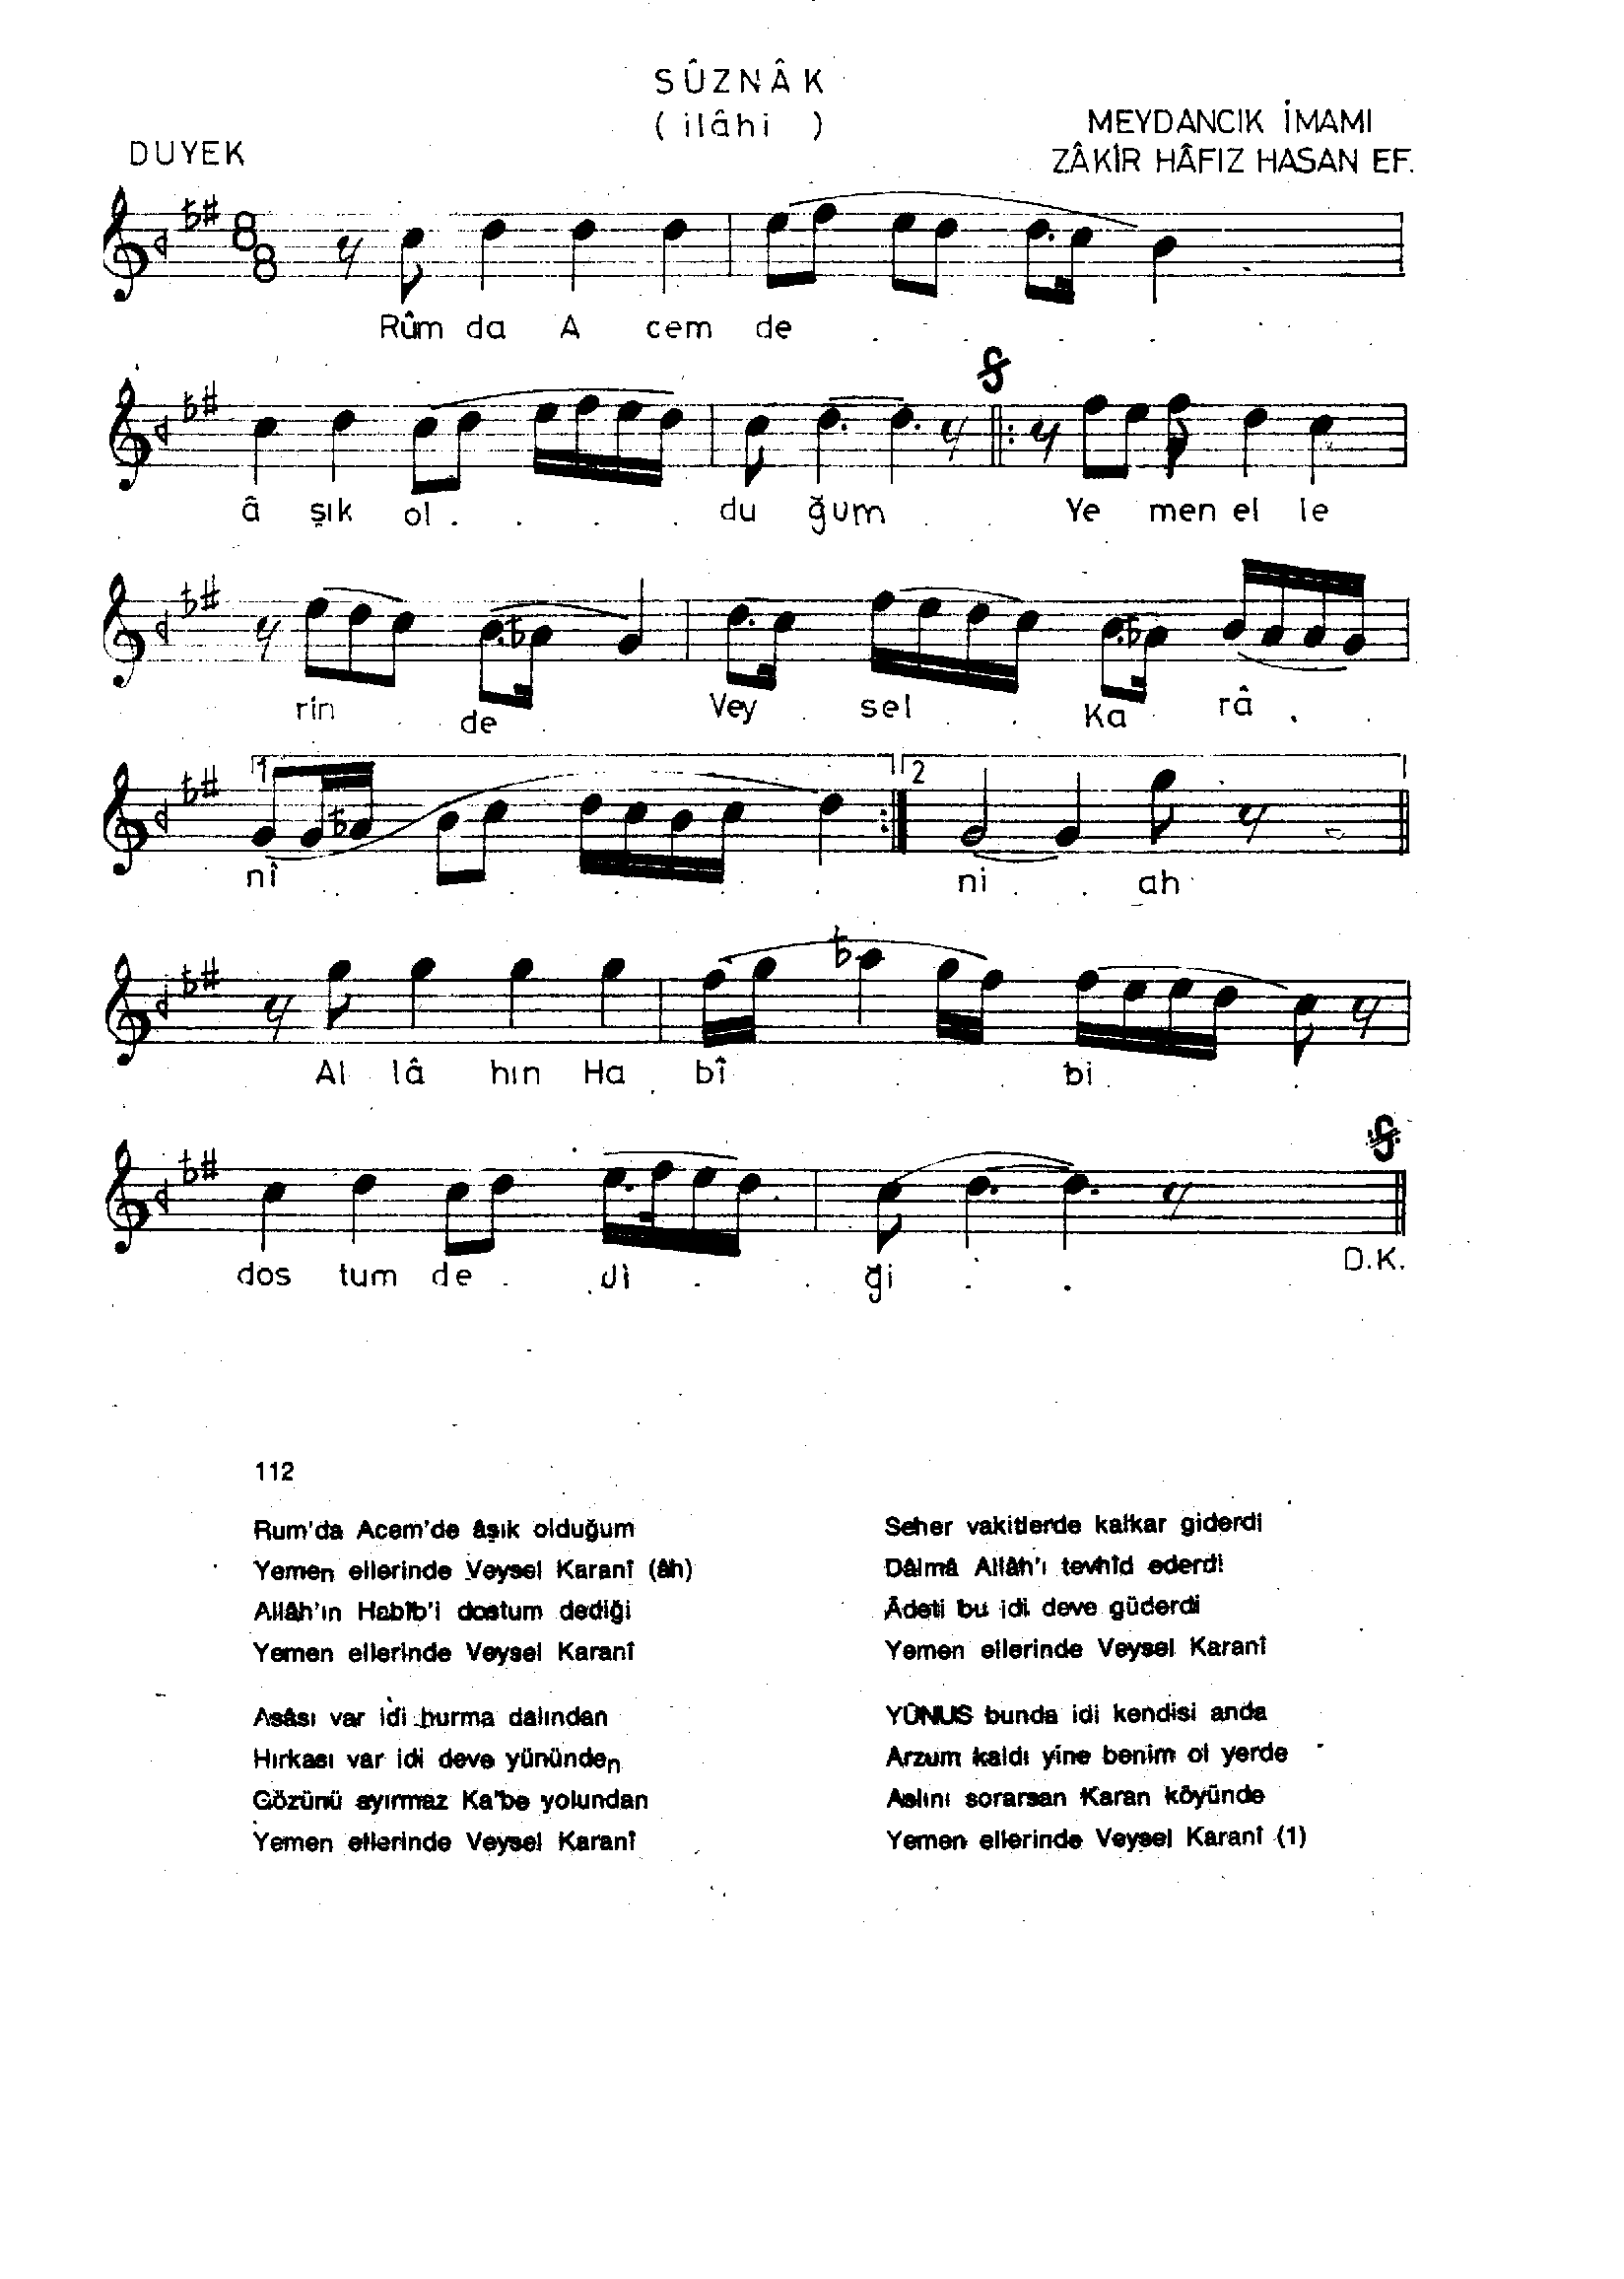 SÛZNÂK
(ilâhi )
DUYEK
MEYDANCIK İMAMI
ZÂKİR HÂFIZ HASAN EF.
8
8
Rûm da A cem de . . . . .
â şık ol . . . . du ğum . . Ye men el le
rin . de . Vey . sel . . Ka . râ . . .
1 2
nî . . . . . . . . ni . . ah
Al lâ hın Ha . bî . . bi . . .
dos tum de . . di . . ği . .
D.K.
112
Rum'da Acem'de âşık olduğum
Yemen ellerinde Veysel Karanî (âh)
Allâh'ın Habîb'i dostum dediği
Yemen ellerinde Veysel Karanî
Asâsı var idi hurma dalından
Hırkası var idi deve yününden
Gözünü ayırmaz Ka'be yolundan
Yemen ellerinde Veysel Karanî
Seher vakitlerde kalkar giderdi
Dâimâ Allâh'ı tevhîd ederdi
Âdeti bu idi deve güderdi
Yemen ellerinde Veysel Karanî
YÛNUS bunda idi kendisi anda
Arzum kaldı yine benim ol yerde
Aslını sorarsan Karan köyünde
Yemen ellerinde Veysel Karanî (1)